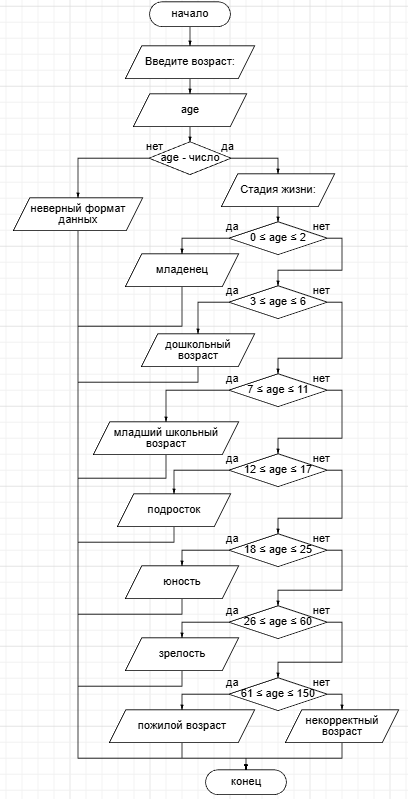 начало
Введите возраст:
age
нет
да
age - число
неверный формат
данных
Стадия жизни:
да
нет
0 ≤ age ≤ 2
младенец
да
нет
3 ≤ age ≤ 6
дошкольный
возраст
да
нет
7 ≤ age ≤ 11
младший школьный
возраст
да
нет
12 ≤ age ≤ 17
подросток
да
нет
18 ≤ age ≤ 25
юность
да
нет
26 ≤ age ≤ 60
зрелость
да
нет
61 ≤ age ≤ 150
пожилой возраст
некорректный
возраст
конец